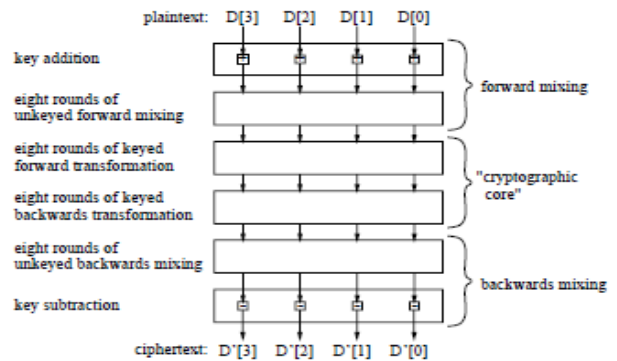 plaintext: D[3] D[2] D[1] D[0]
key addition
forward mixing
eight rounds of
unkeyed forward mixing
eight rounds of keyed
forward transformation
"cryptographic
core"
eight rounds of keyed
backwards transformation
eight rounds of
unkeyed backwards mixing
backwards mixing
key subtraction
ciphertext: D'[3] D'[2] D'[1] D'[0]